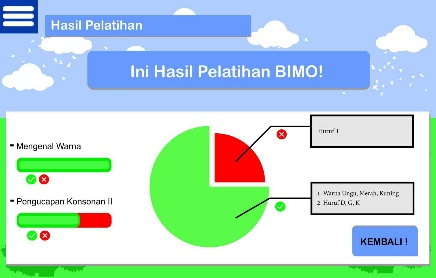 Hasil Pelatihan
Ini Hasil Pelatihan BIMO!
Mengenal Warna
Pengucapan Konsonan II
Huruf L
1. Warna Ungu, Merah, Kuning
2. Huruf D, G, K
KEMBALI !